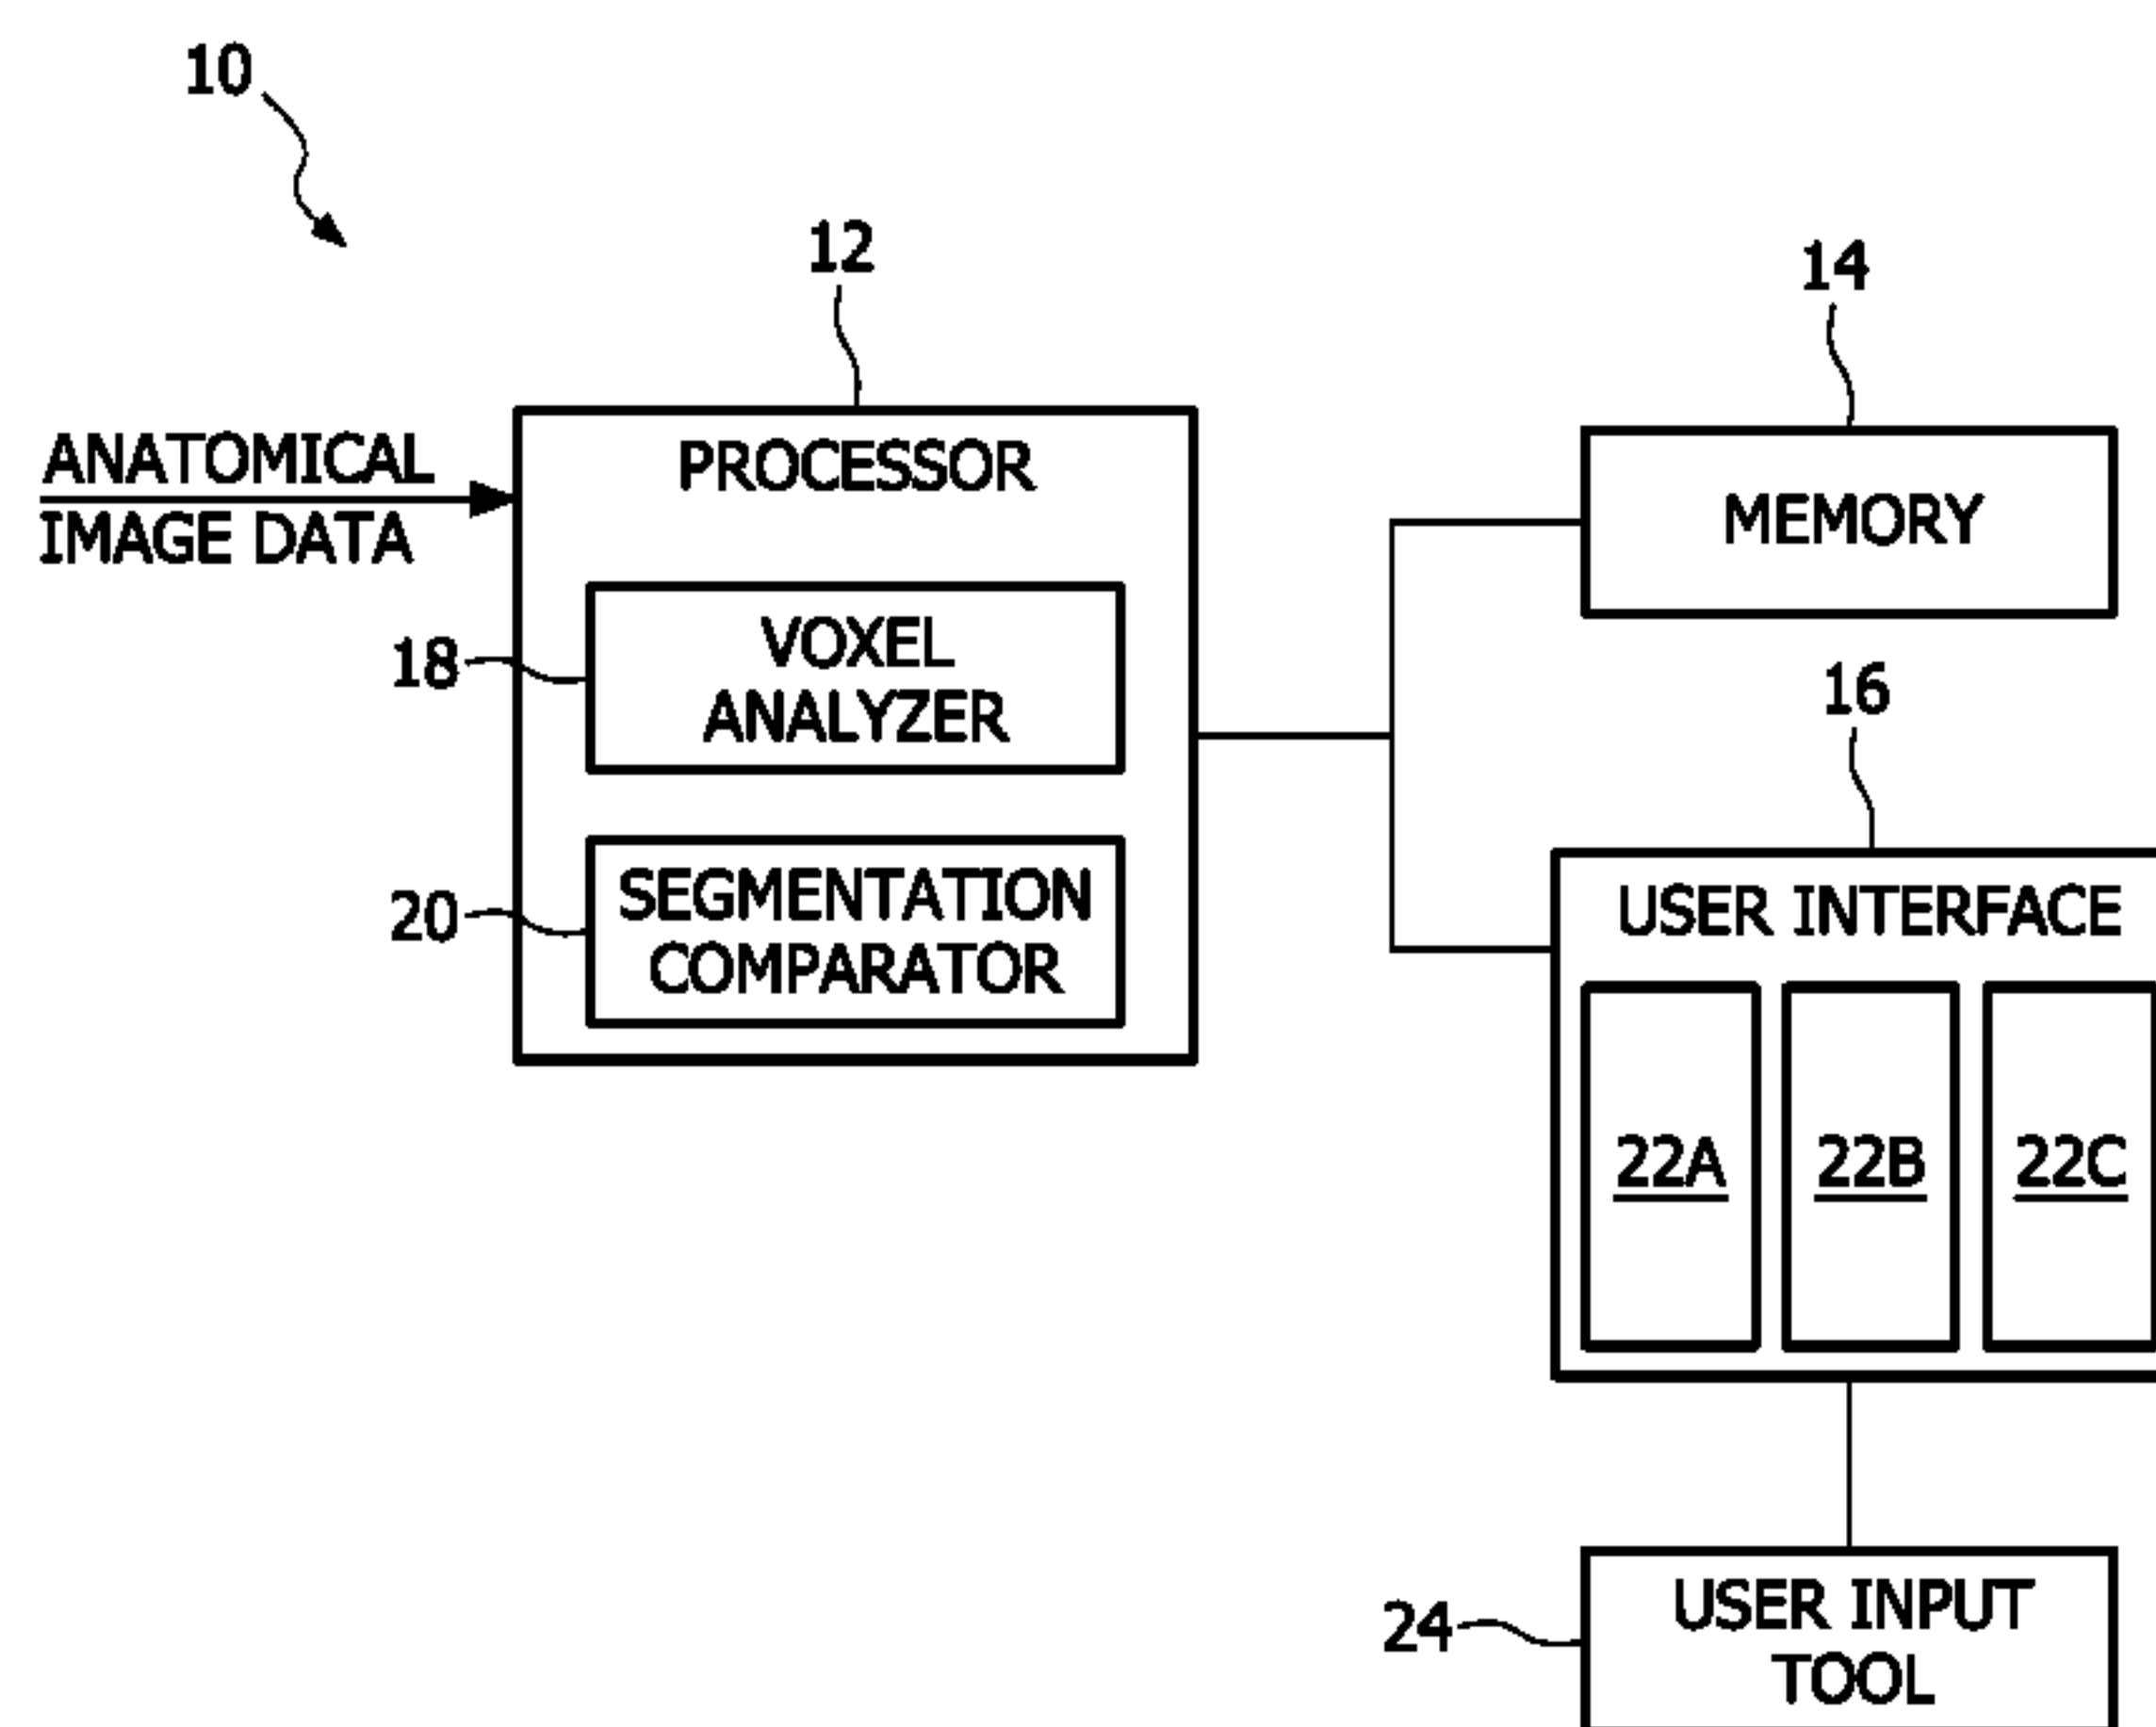 10
12
14
ANATOMICAL
IMAGE DATA
PROCESSOR
MEMORY
18
VOXEL
ANALYZER
16
20
SEGMENTATION
COMPARATOR
USER INTERFACE
22A
22B
22C
24
USER INPUT
TOOL